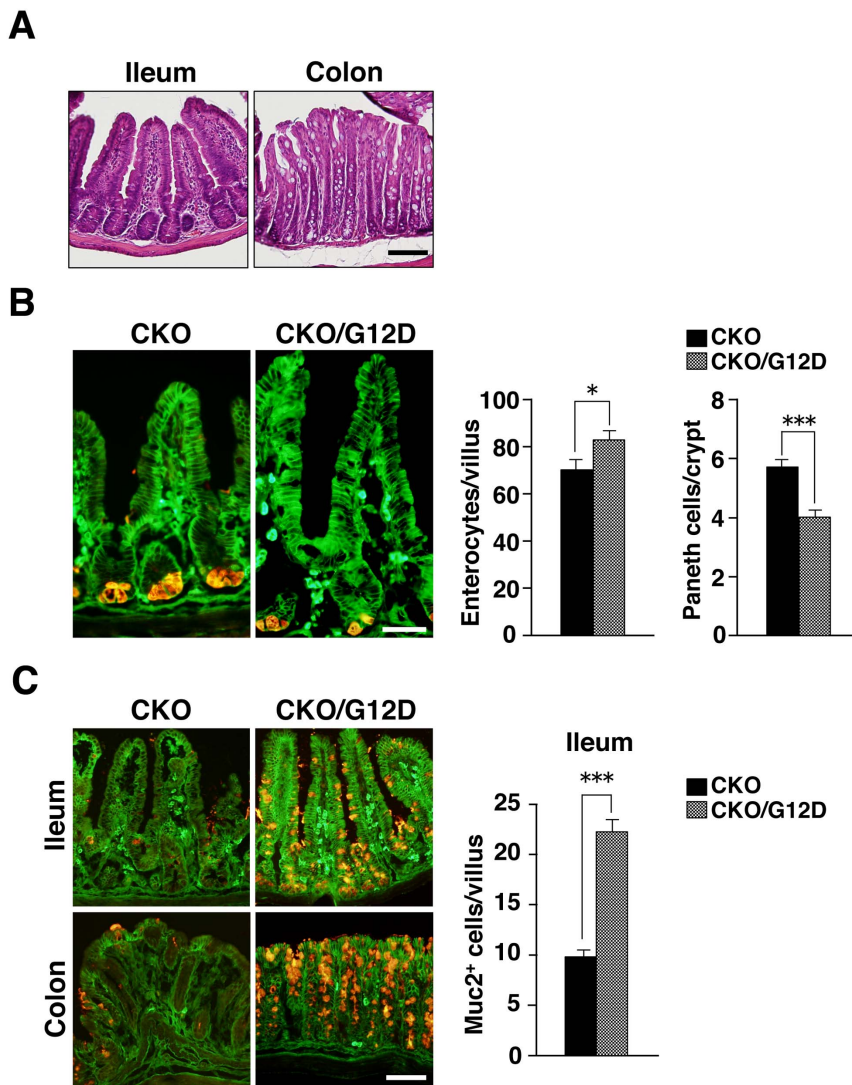 A
Ileum Colon
B
CKO CKO/G12D
CKO
CKO/G12D
Enterocytes/villus
100
80
60
40
20
0
*
Paneth cells/crypt
8
6
4
2
0
***
C
CKO CKO/G12D
Ileum
Colon
Ileum
Muc2⁺ cells/villus
25
20
15
10
5
0
***
CKO
CKO/G12D